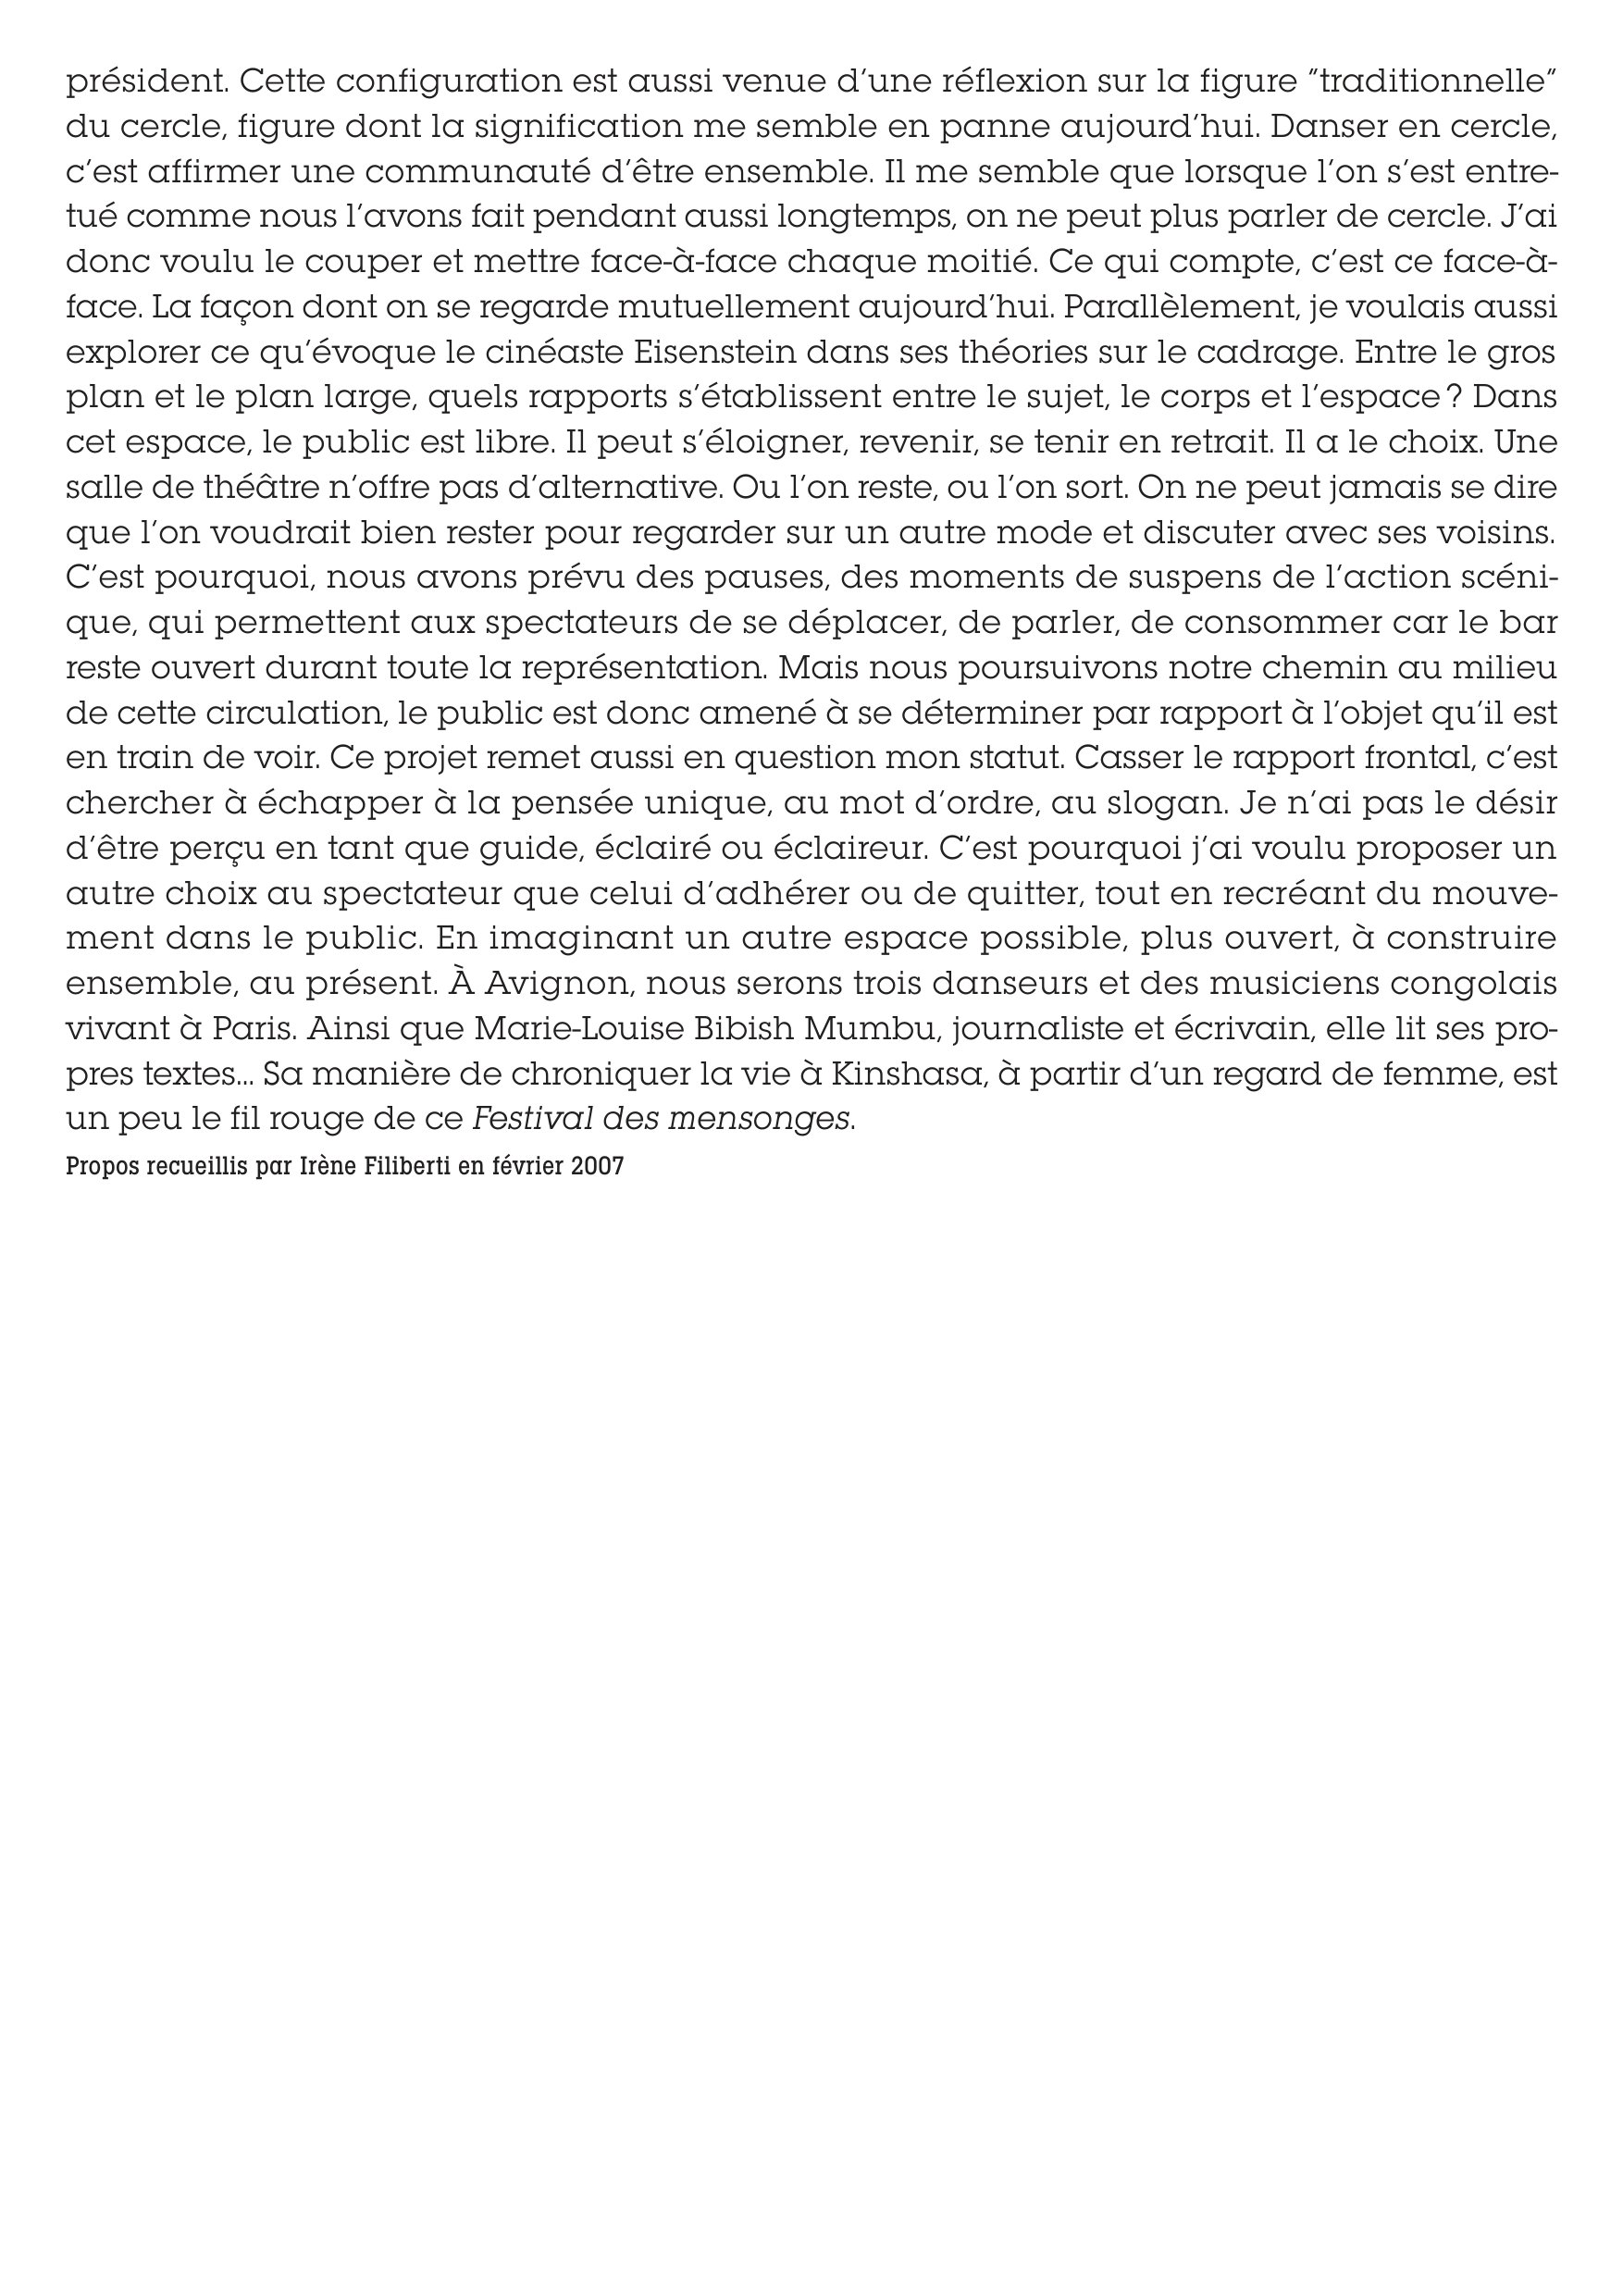 président. Cette configuration est aussi venue d’une réflexion sur la figure ”traditionnelle”
du cercle, figure dont la signification me semble en panne aujourd’hui. Danser en cercle,
c’est affirmer une communauté d’être ensemble. Il me semble que lorsque l’on s’est entre-
tué comme nous l’avons fait pendant aussi longtemps, on ne peut plus parler de cercle. J’ai
donc voulu le couper et mettre face-à-face chaque moitié. Ce qui compte, c’est ce face-à-
face. La façon dont on se regarde mutuellement aujourd’hui. Parallèlement, je voulais aussi
explorer ce qu’évoque le cinéaste Eisenstein dans ses théories sur le cadrage. Entre le gros
plan et le plan large, quels rapports s’établissent entre le sujet, le corps et l’espace ? Dans
cet espace, le public est libre. Il peut s’éloigner, revenir, se tenir en retrait. Il a le choix. Une
salle de théâtre n’offre pas d’alternative. Ou l’on reste, ou l’on sort. On ne peut jamais se dire
que l’on voudrait bien rester pour regarder sur un autre mode et discuter avec ses voisins.
C’est pourquoi, nous avons prévu des pauses, des moments de suspens de l’action scéni-
que, qui permettent aux spectateurs de se déplacer, de parler, de consommer car le bar
reste ouvert durant toute la représentation. Mais nous poursuivons notre chemin au milieu
de cette circulation, le public est donc amené à se déterminer par rapport à l’objet qu’il est
en train de voir. Ce projet remet aussi en question mon statut. Casser le rapport frontal, c’est
chercher à échapper à la pensée unique, au mot d’ordre, au slogan. Je n’ai pas le désir
d’être perçu en tant que guide, éclairé ou éclaireur. C’est pourquoi j’ai voulu proposer un
autre choix au spectateur que celui d’adhérer ou de quitter, tout en recréant du mouve-
ment dans le public. En imaginant un autre espace possible, plus ouvert, à construire
ensemble, au présent. À Avignon, nous serons trois danseurs et des musiciens congolais
vivant à Paris. Ainsi que Marie-Louise Bibish Mumbu, journaliste et écrivain, elle lit ses pro-
pres textes… Sa manière de chroniquer la vie à Kinshasa, à partir d’un regard de femme, est
un peu le fil rouge de ce Festival des mensonges.
Propos recueillis par Irène Filiberti en février 2007